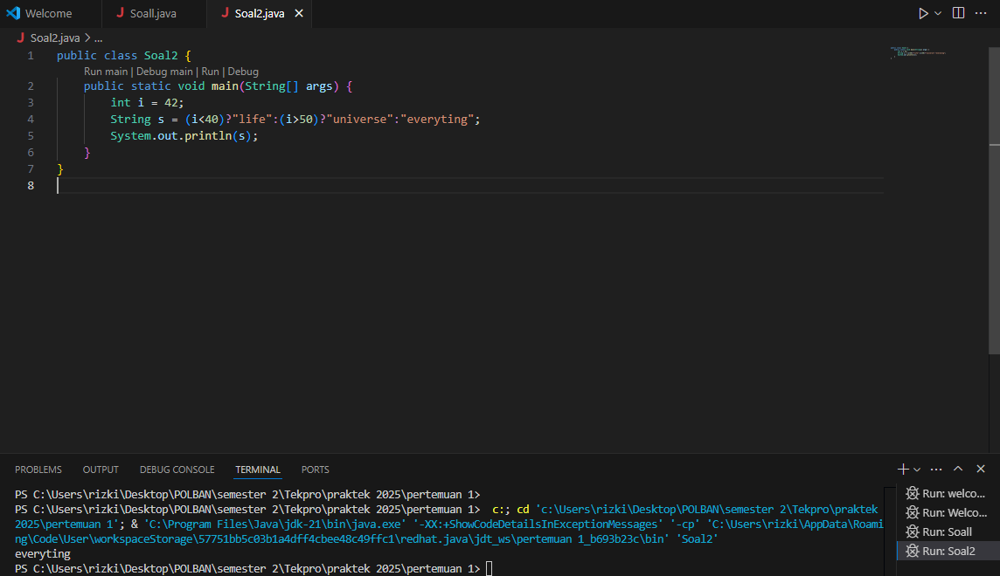 Welcome
Soall.java
Soal2.java
Soal2.java > ...
1 public class Soal2 {
Run main | Debug main | Run | Debug
2 public static void main(String[] args) {
3 int i = 42;
4 String s = (i<40)?"life":(i>50)?"universe":"everyting";
5 System.out.println(s);
6 }
7 }
8
PROBLEMS OUTPUT DEBUG CONSOLE TERMINAL PORTS
PS C:\Users\rizki\Desktop\POLBAN\semester 2\Tekpro\praktek 2025\pertemuan 1>
PS C:\Users\rizki\Desktop\POLBAN\semester 2\Tekpro\praktek 2025\pertemuan 1> c:; cd 'c:\Users\rizki\Desktop\POLBAN\semester 2\Tekpro\praktek
2025\pertemuan 1'; & 'C:\Program Files\Java\jdk-21\bin\java.exe' '-XX:+ShowCodeDetailsInExceptionMessages' '-cp' 'C:\Users\rizki\AppData\Roami
ng\Code\User\workspaceStorage\57751bb5c03b1a4dff4cbee48c49ffc1\redhat.java\jdt_ws\pertemuan 1_b693b23c\bin' 'Soal2'
everyting
PS C:\Users\rizki\Desktop\POLBAN\semester 2\Tekpro\praktek 2025\pertemuan 1>
Run: welco...
Run: Welco...
Run: Soall
Run: Soal2